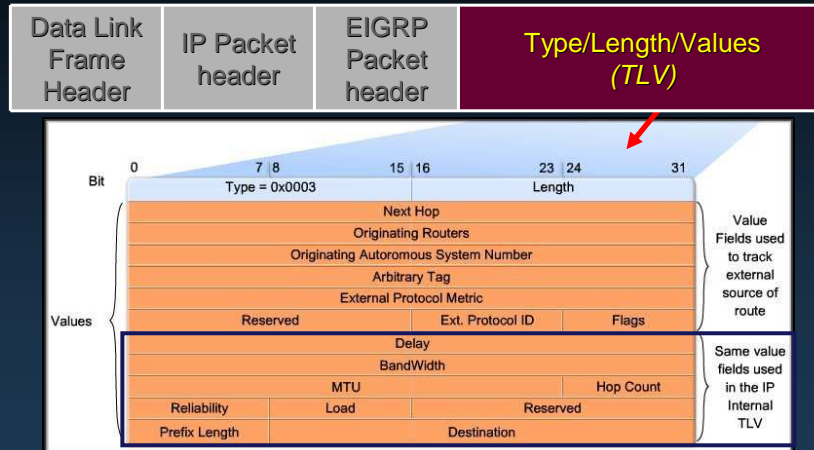 Data Link
Frame
Header
IP Packet
header
EIGRP
Packet
header
Type/Length/Values
(TLV)
Bit
0 7 8 15 16 23 24 31
Type = 0x0003 Length
Next Hop
Originating Routers
Originating Autoromous System Number
Arbitrary Tag
External Protocol Metric
Reserved Ext. Protocol ID Flags
Value
Fields used
to track
external
source of
route
Values
Delay
BandWidth
MTU Hop Count
Reliability Load Reserved
Prefix Length Destination
Same value
fields used
in the IP
Internal
TLV